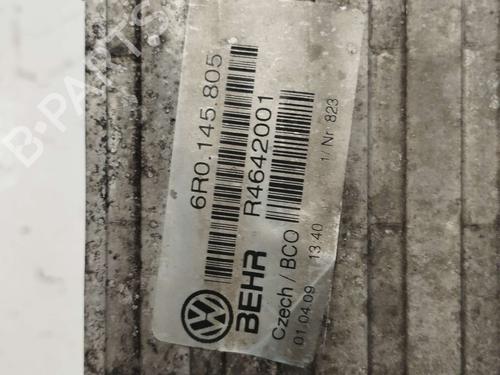 6R0.145.805
R4642001
BEHR
Czech / BCO
01.04.09 13:40 1 Nr 823
B-PARTS